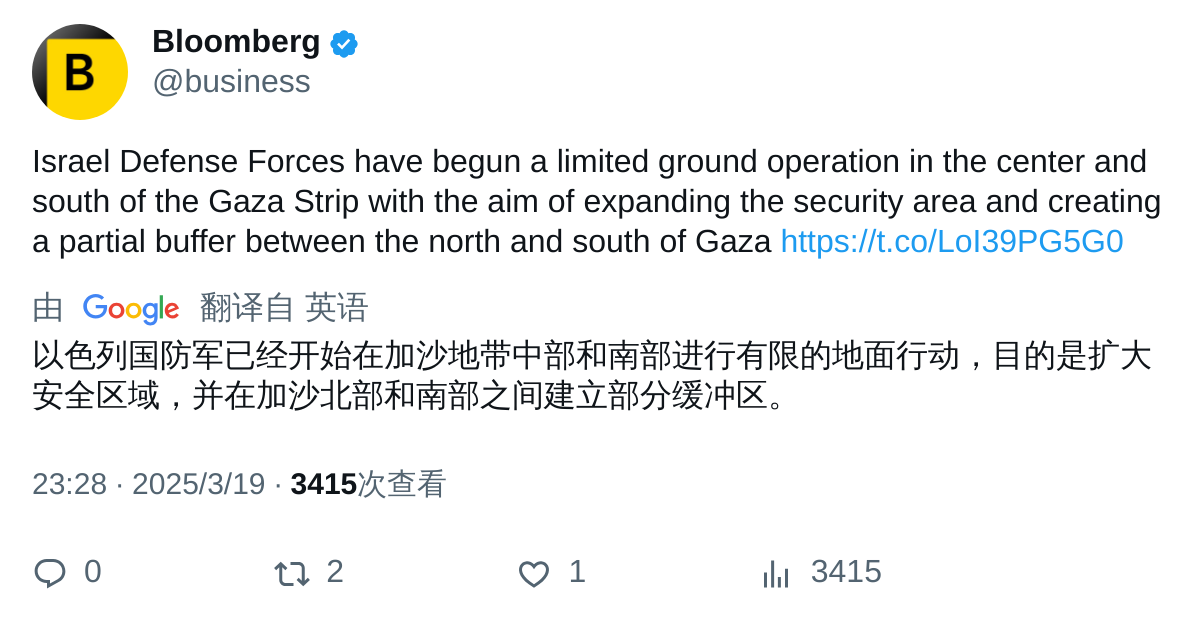 B
Bloomberg
@business
Israel Defense Forces have begun a limited ground operation in the center and
south of the Gaza Strip with the aim of expanding the security area and creating
a partial buffer between the north and south of Gaza https://t.co/LoI39PG5G0
由 Google 翻译自 英语
以色列国防军已经开始在加沙地带中部和南部进行有限的地面行动，目的是扩大
安全区域，并在加沙北部和南部之间建立部分缓冲区。
23:28 · 2025/3/19 · 3415次查看
0 2 1 3415